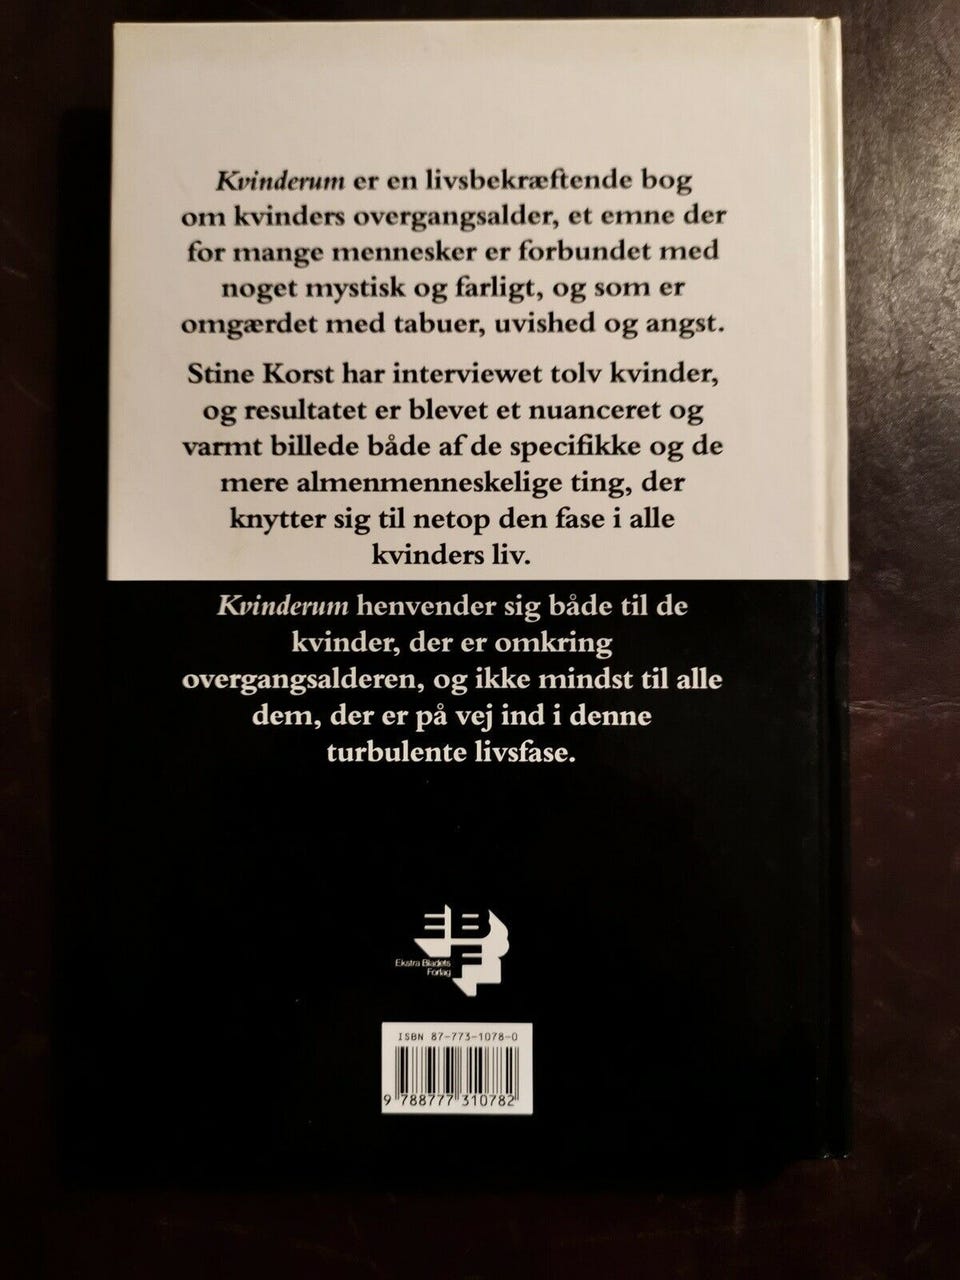 Kvinderum er en livsbekræftende bog
om kvinders overgangsalder, et emne der
for mange mennesker er forbundet med
noget mystisk og farligt, og som er
omgærdet med tabuer, uvished og angst.
Stine Korst har interviewet tolv kvinder,
og resultatet er blevet et nuanceret og
varmt billede både af de specifikke og de
mere almenmenneskelige ting, der
knytter sig til netop den fase i alle
kvinders liv.
Kvinderum henvender sig både til de
kvinder, der er omkring
overgangsalderen, og ikke mindst til alle
dem, der er på vej ind i denne
turbulente livsfase.
EB
F
Ekstra Bladets
Forlag
ISBN 87-773-1078-0
9 788777 310782